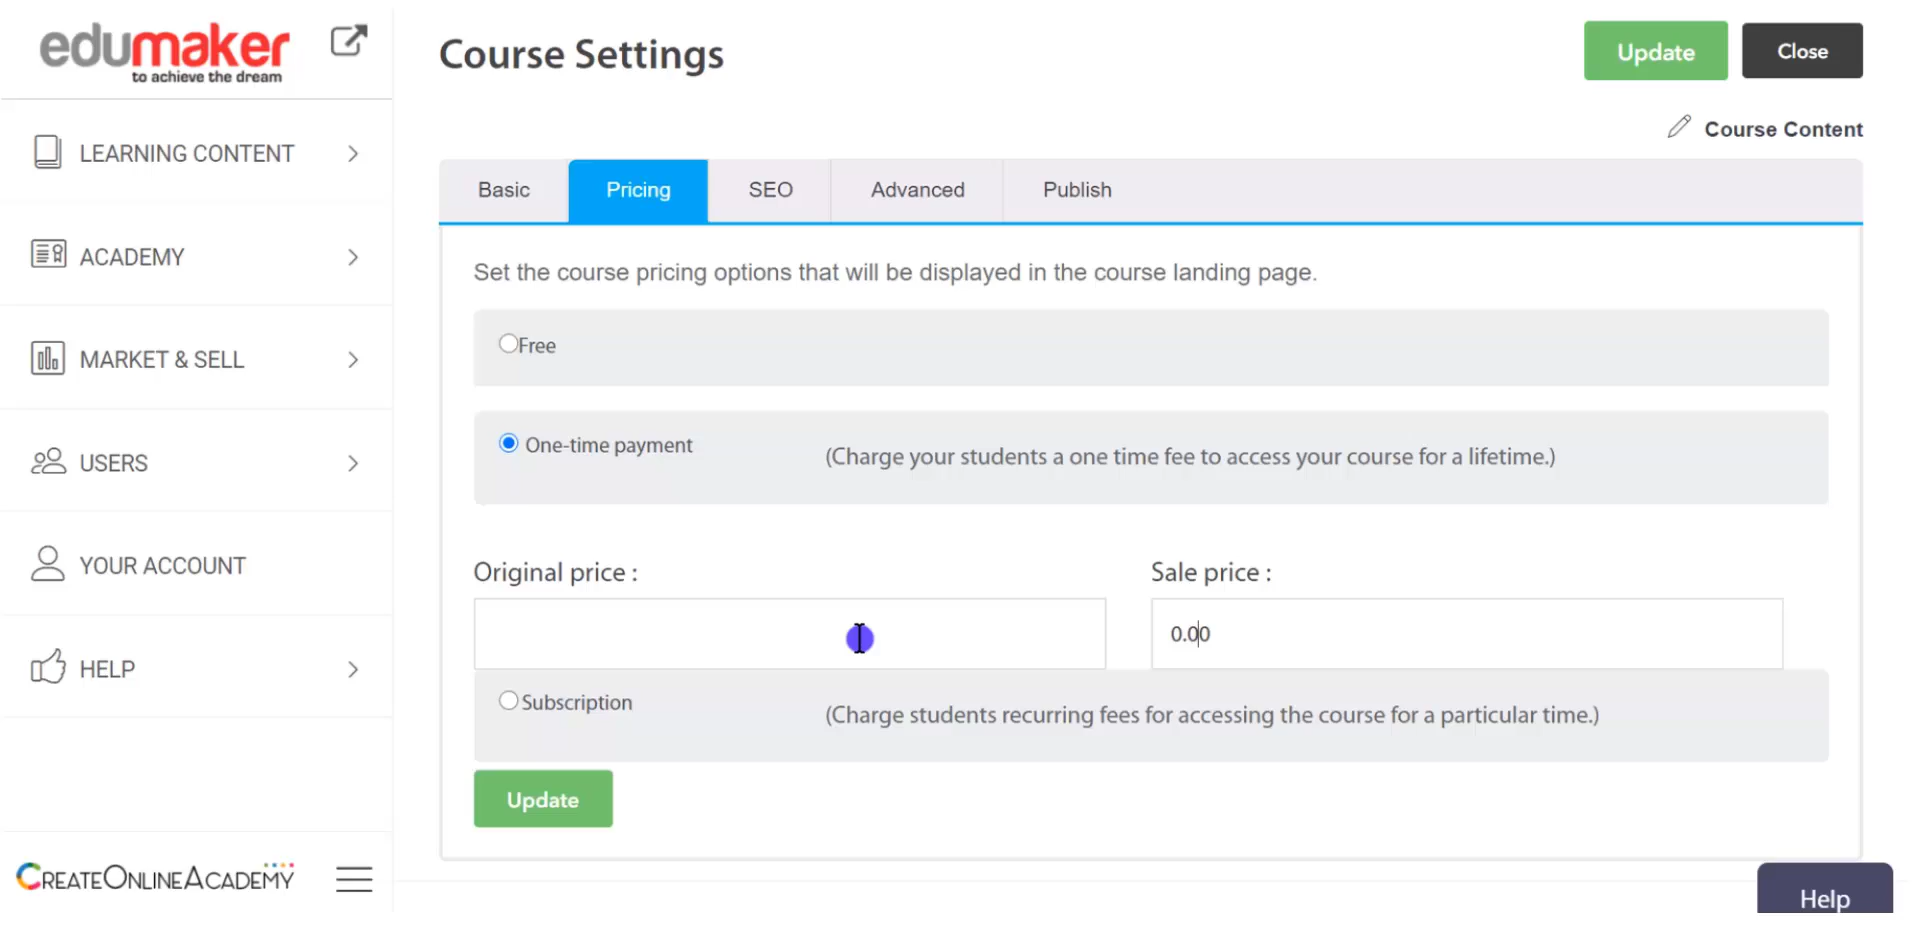 edumaker
to achieve the dream
LEARNING CONTENT
ACADEMY
MARKET & SELL
USERS
YOUR ACCOUNT
HELP
CREATEONLINEACADEMY
Course Settings
Update
Close
Course Content
Basic
Pricing
SEO
Advanced
Publish
Set the course pricing options that will be displayed in the course landing page.
Free
One-time payment
(Charge your students a one time fee to access your course for a lifetime.)
Original price :
Sale price :
0.00
Subscription
(Charge students recurring fees for accessing the course for a particular time.)
Update
Help